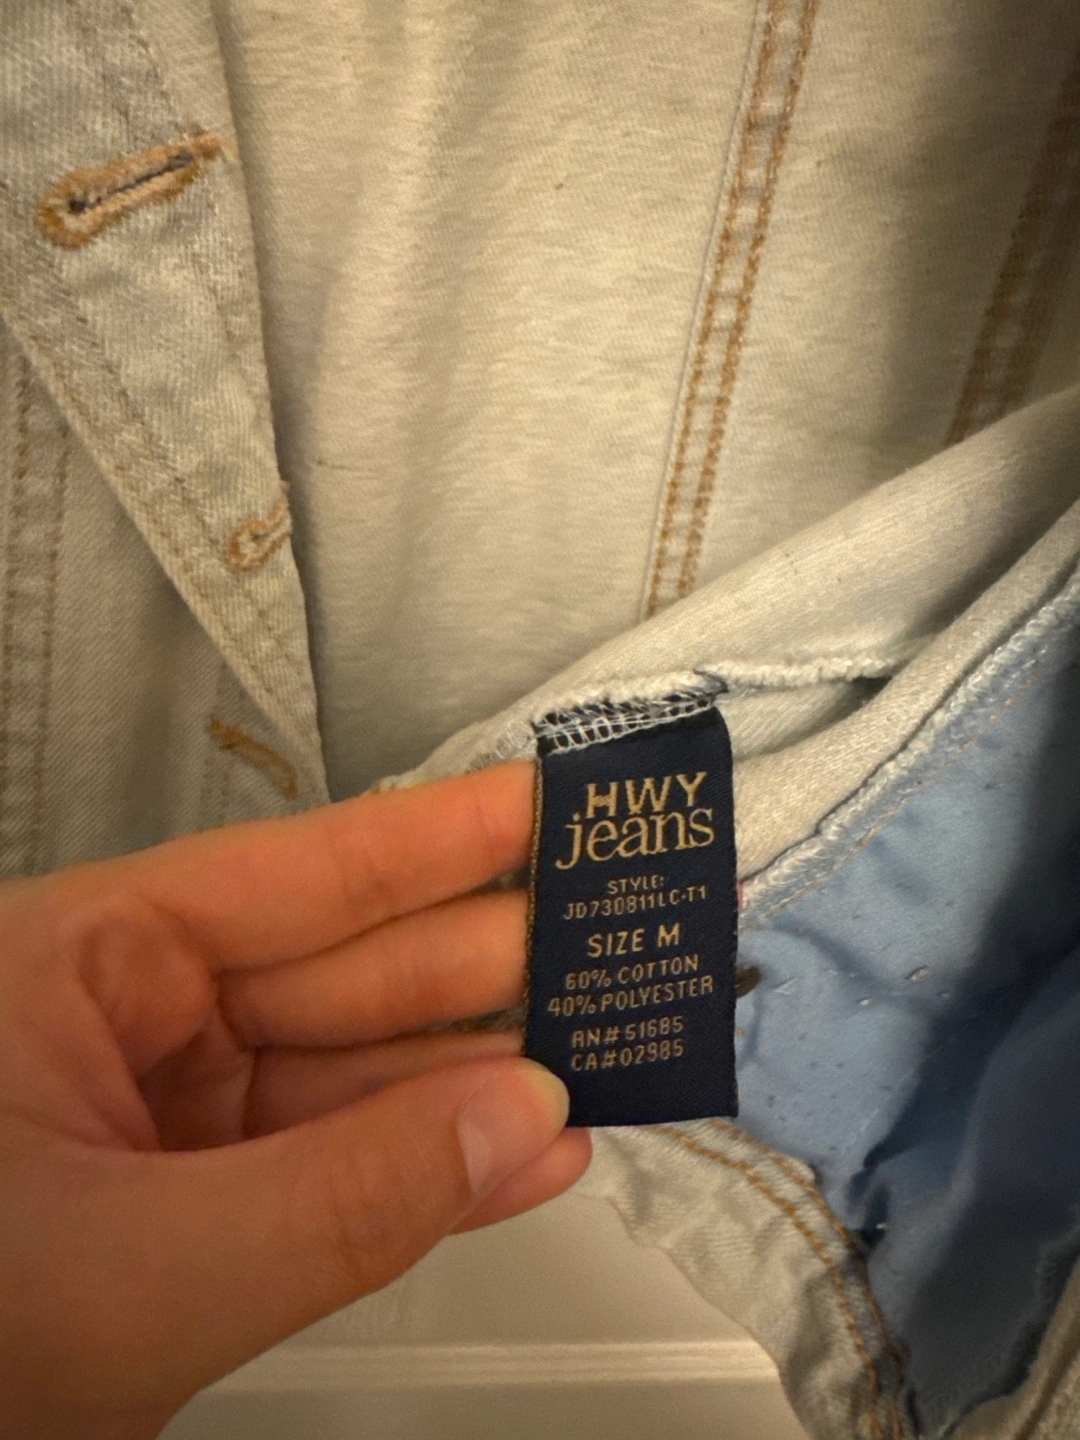 HWY
jeans
STYLE:
JD730811LC-T1
SIZE M
60% COTTON
40% POLYESTER
RN# 51685
CA#02985